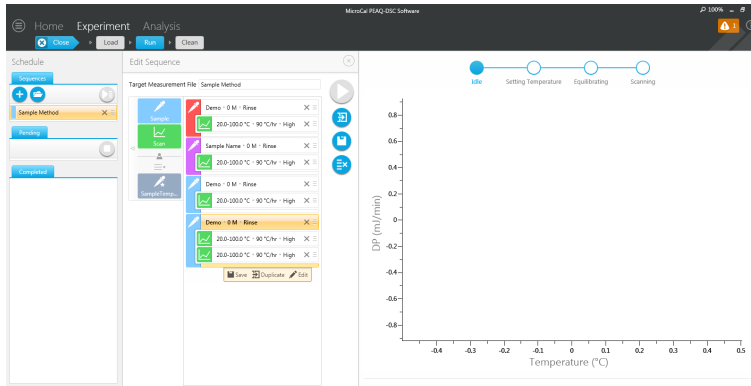 MicroCal PEAQ-DSC Software
100%
Home Experiment Analysis
1
Close Load Run Clean
Schedule
Edit Sequence
Sequences
Target Measurement File Sample Method
Sample Method
Pending
Completed
Sample
Scan
SampleTemp...
Demo - 0 M - Rinse
20.0-100.0 °C - 90 °C/hr - High
Sample Name - 0 M - Rinse
20.0-100.0 °C - 90 °C/hr - High
Demo - 0 M - Rinse
20.0-100.0 °C - 90 °C/hr - High
Demo - 0 M - Rinse
20.0-100.0 °C - 90 °C/hr - High
20.0-100.0 °C - 90 °C/hr - High
Save Duplicate Edit
Idle Setting Temperature Equilibrating Scanning
DP (mJ/min)
0.8
0.6
0.4
0.2
0
-0.2
-0.4
-0.6
-0.8
-0.4 -0.3 -0.2 -0.1 0 0.1 0.2 0.3 0.4 0.5
Temperature (°C)